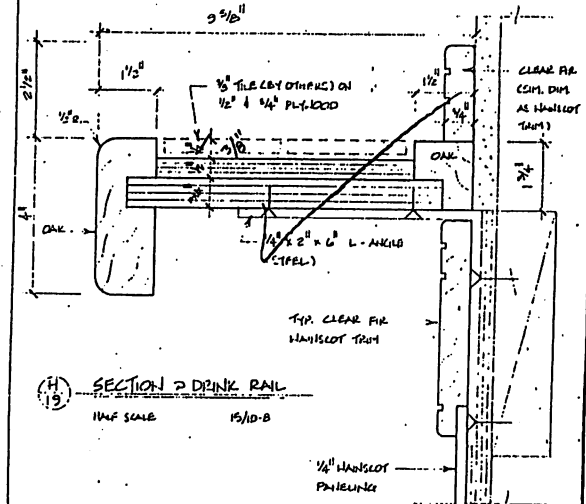 9 5/8"
2 1/2"
1 1/2"
3/8" TILE (BY OTHERS) ON
1/2" & 3/4" PLYWOOD
1 1/2"
3/4"
CLEAR FIR
(SIM. DIM
AS WAINSCOT
TRIM)
1/2" R.
3/8"
OAK
1 3/4"
4"
OAK
1/4" x 2" x 6" L-ANGLE
(STEEL)
TYP. CLEAR FIR
WAINSCOT TRIM
H
19
SECTION @ DRINK RAIL
HALF SCALE
15/10-8
1/4" WAINSCOT
PANELING